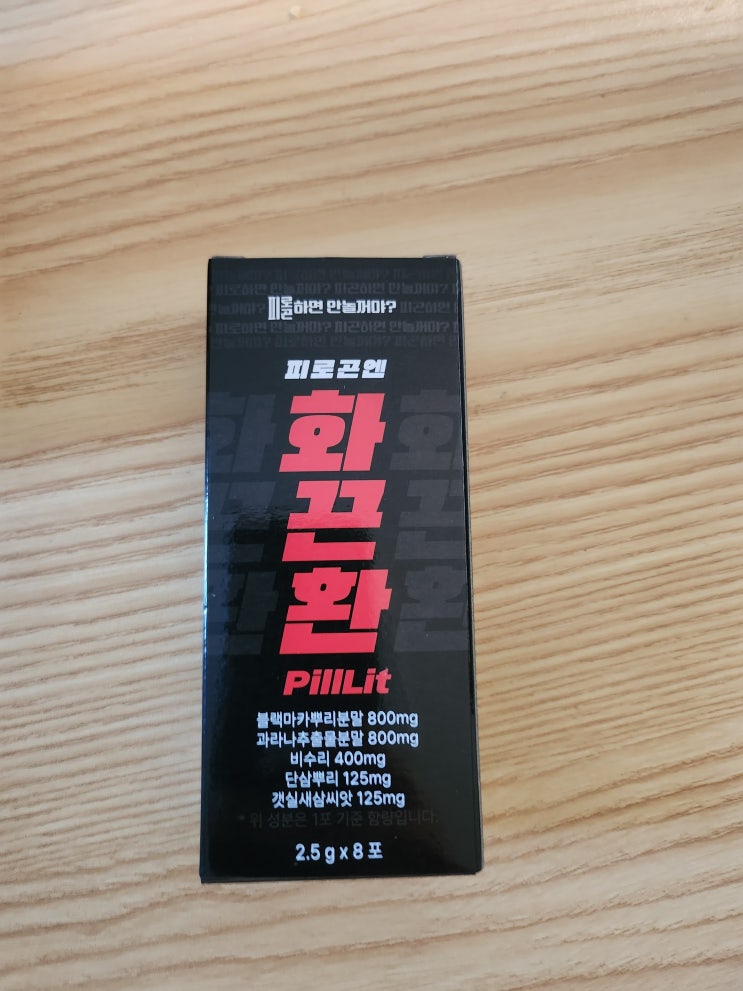 피로곤하면 안놀꺼야?
피로곤엔
화끈환
PillLit
블랙마카뿌리분말 800mg
과라나추출물분말 800mg
비수리 400mg
단삼뿌리 125mg
갯실새삼씨앗 125mg
* 위 성분은 1포 기준 함량입니다.
2.5 g x 8 포